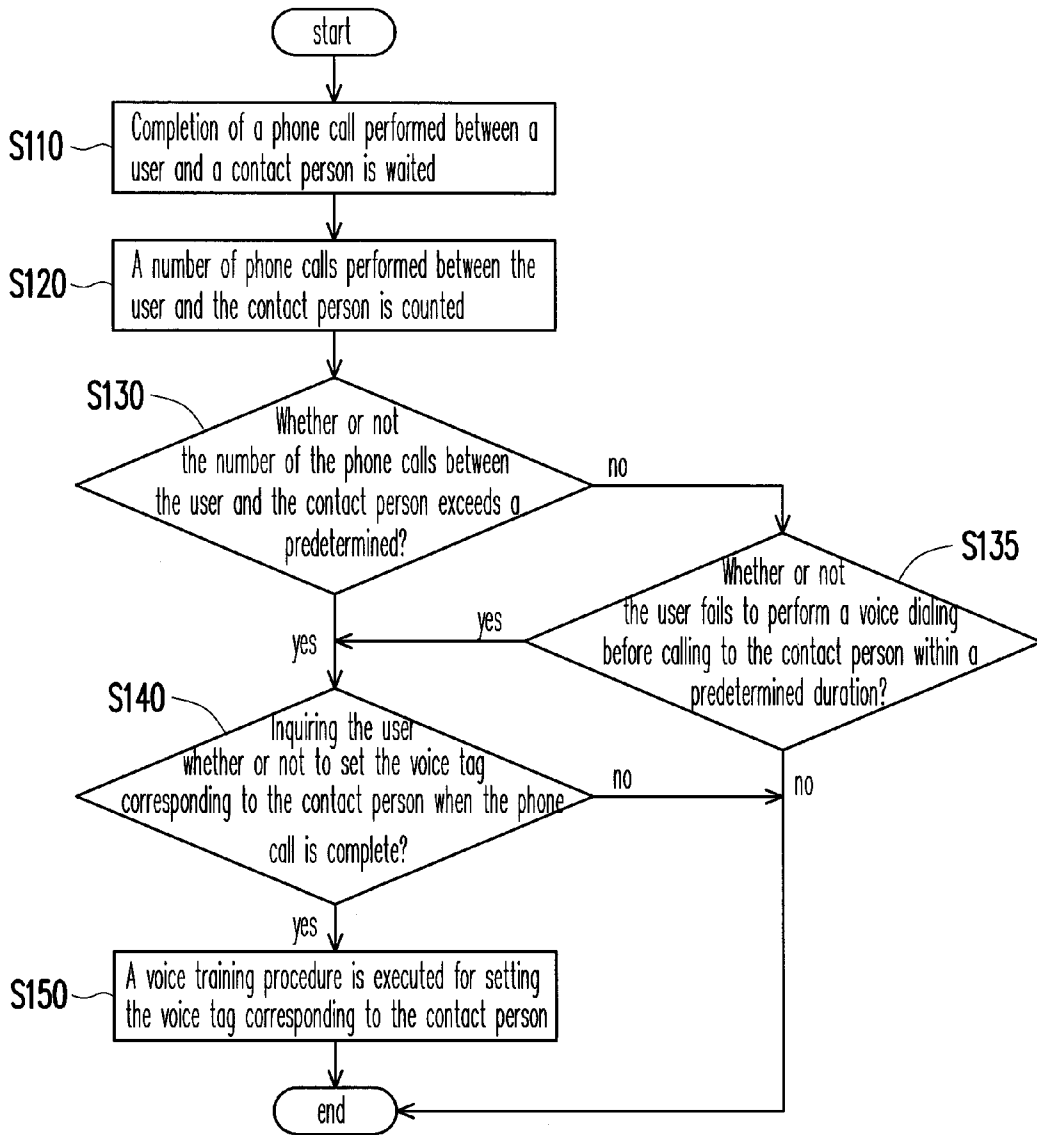 start
S110
Completion of a phone call performed between a
user and a contact person is waited
S120
A number of phone calls performed between the
user and the contact person is counted
S130
Whether or not
the number of the phone calls between
the user and the contact person exceeds a
predetermined?
no
yes
S135
Whether or not
the user fails to perform a voice dialing
before calling to the contact person within a
predetermined duration?
yes
no
S140
Inquiring the user
whether or not to set the voice tag
corresponding to the contact person when the phone
call is complete?
no
yes
S150
A voice training procedure is executed for setting
the voice tag corresponding to the contact person
end